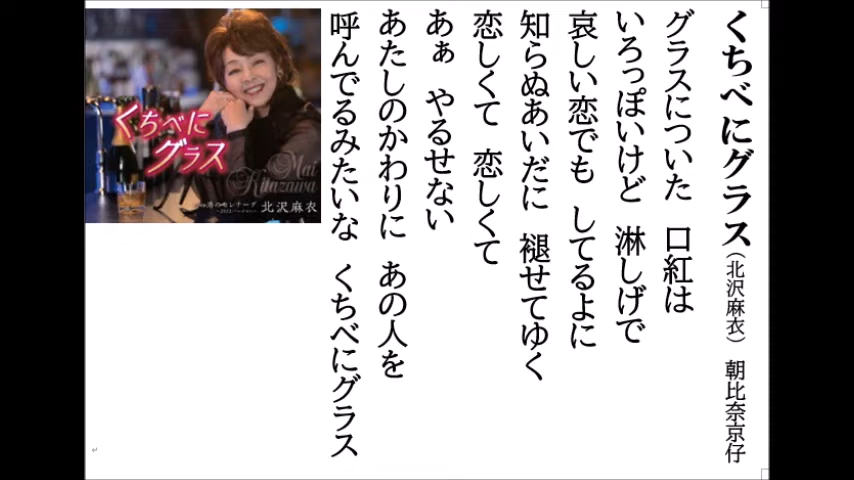 くちべにグラス（北沢麻衣） 朝比奈京仔
グラスについた 口紅は
いろっぽいけど 淋しげで
哀しい恋でも してるよに
知らぬあいだに 褪せてゆく
恋しくて 恋しくて
あぁ やるせない
あたしのかわりに あの人を
呼んでるみたいな くちべにグラス
くちべに
グラス
Mai
Kitazawa
北沢麻衣